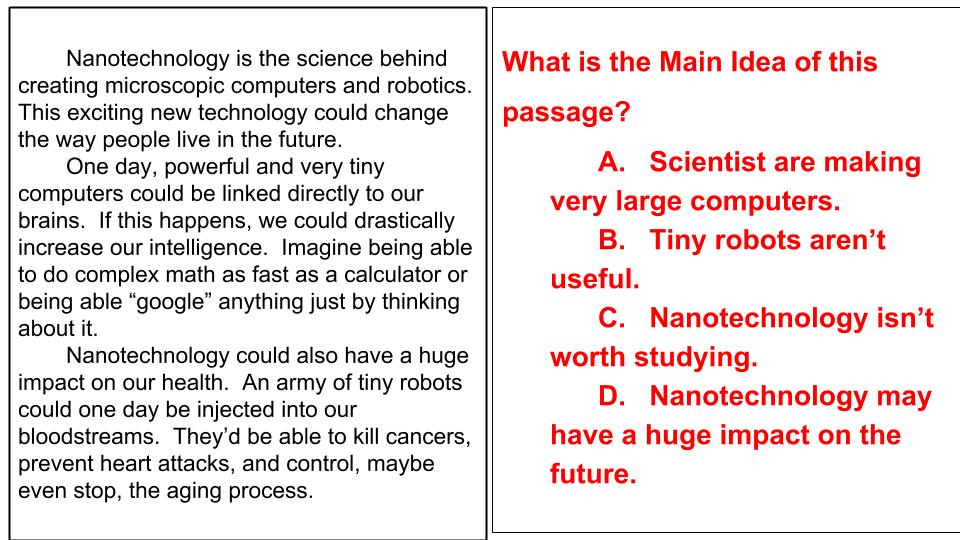 Nanotechnology is the science behind
creating microscopic computers and robotics.
This exciting new technology could change
the way people live in the future.
One day, powerful and very tiny
computers could be linked directly to our
brains.  If this happens, we could drastically
increase our intelligence.  Imagine being able
to do complex math as fast as a calculator or
being able “google” anything just by thinking
about it.
Nanotechnology could also have a huge
impact on our health.  An army of tiny robots
could one day be injected into our
bloodstreams.  They’d be able to kill cancers,
prevent heart attacks, and control, maybe
even stop, the aging process.
What is the Main Idea of this
passage?
A.   Scientist are making
very large computers.
B.   Tiny robots aren’t
useful.
C.   Nanotechnology isn’t
worth studying.
D.   Nanotechnology may
have a huge impact on the
future.